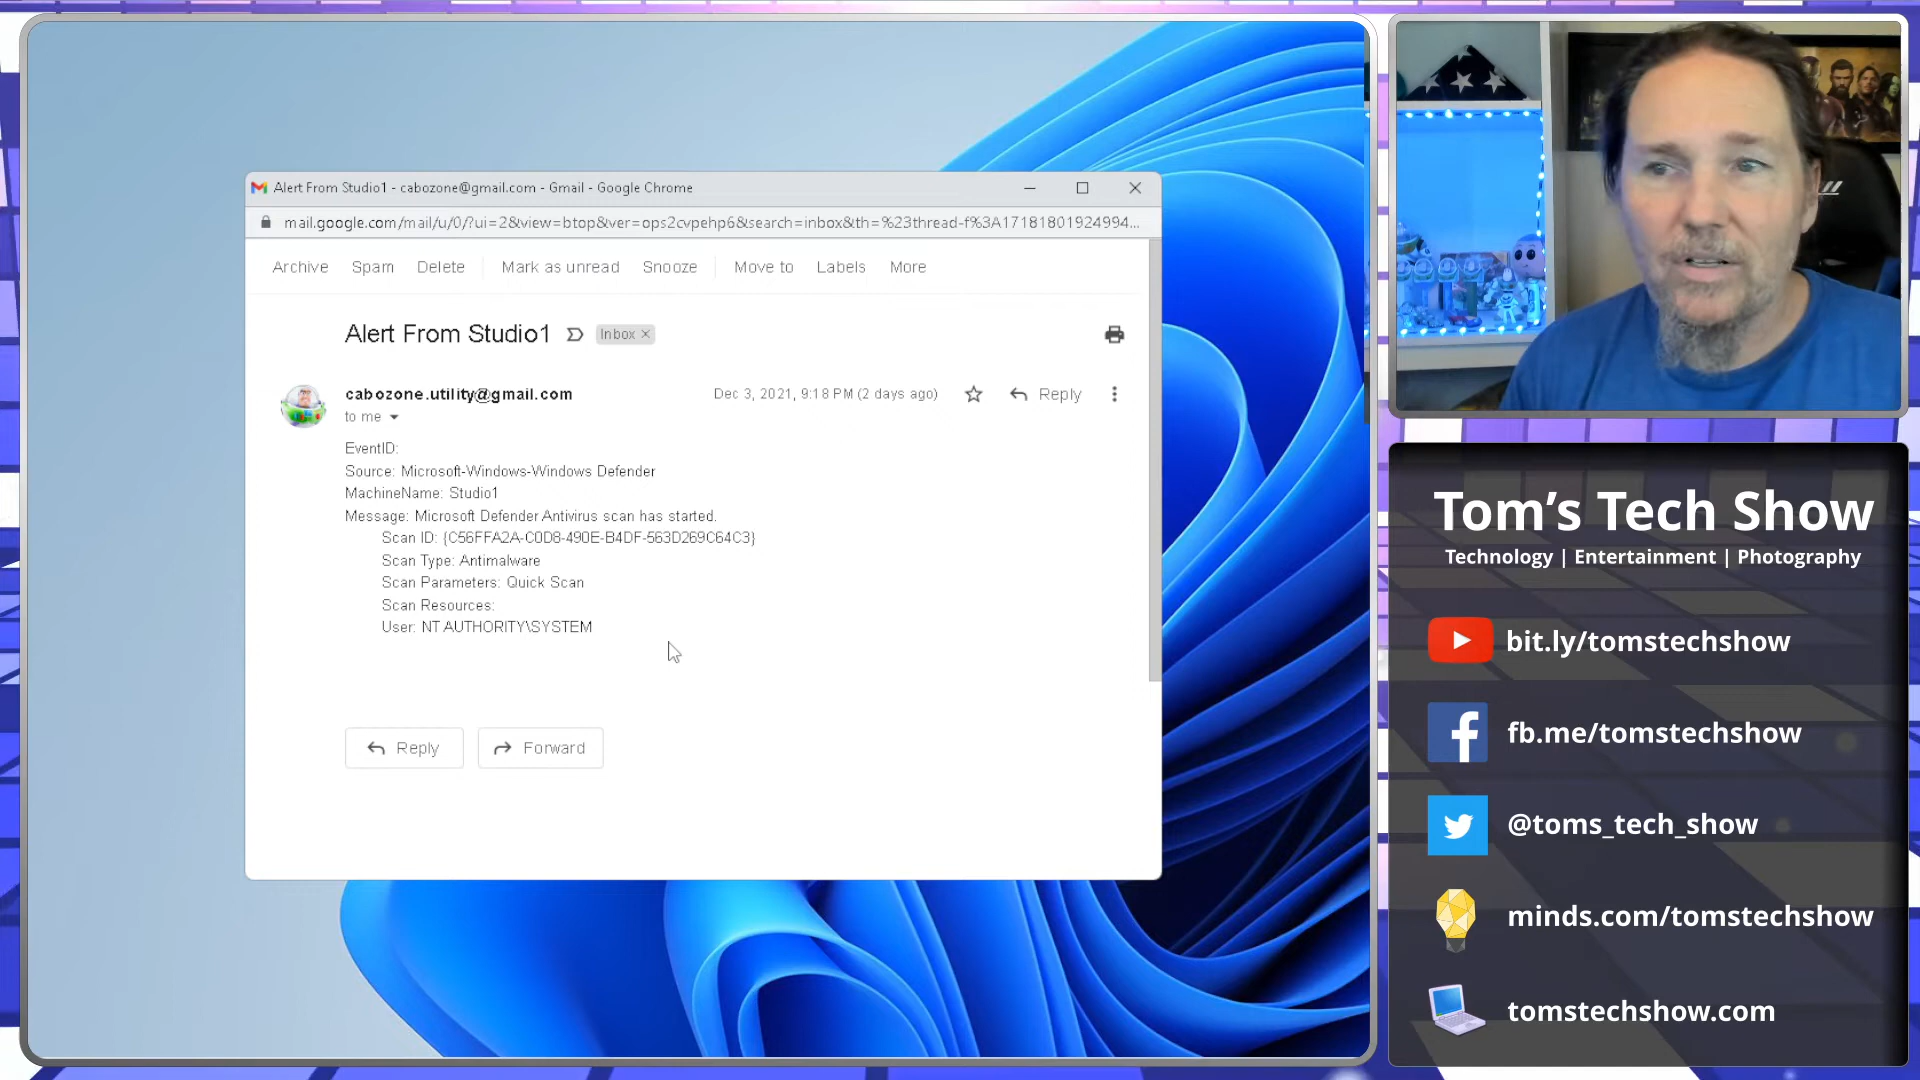 Alert From Studio1 - cabozone@gmail.com - Gmail - Google Chrome
mail.google.com/mail/u/0/?ui=2&view=btop&ver=ops2cvpehp6&search=inbox&th=%23thread-f%3A17181801924994...
Archive Spam Delete Mark as unread Snooze Move to Labels More
Alert From Studio1 Inbox ×
cabozone.utility@gmail.com Dec 3, 2021, 9:18 PM (2 days ago) Reply
to me
EventID:
Source: Microsoft-Windows-Windows Defender
MachineName: Studio1
Message: Microsoft Defender Antivirus scan has started.
Scan ID: {C56FFA2A-C0D8-490E-B4DF-563D269C64C3}
Scan Type: Antimalware
Scan Parameters: Quick Scan
Scan Resources:
User: NT AUTHORITY\SYSTEM
Reply Forward
Tom's Tech Show
Technology | Entertainment | Photography
bit.ly/tomstechshow
fb.me/tomstechshow
@toms_tech_show
minds.com/tomstechshow
tomstechshow.com